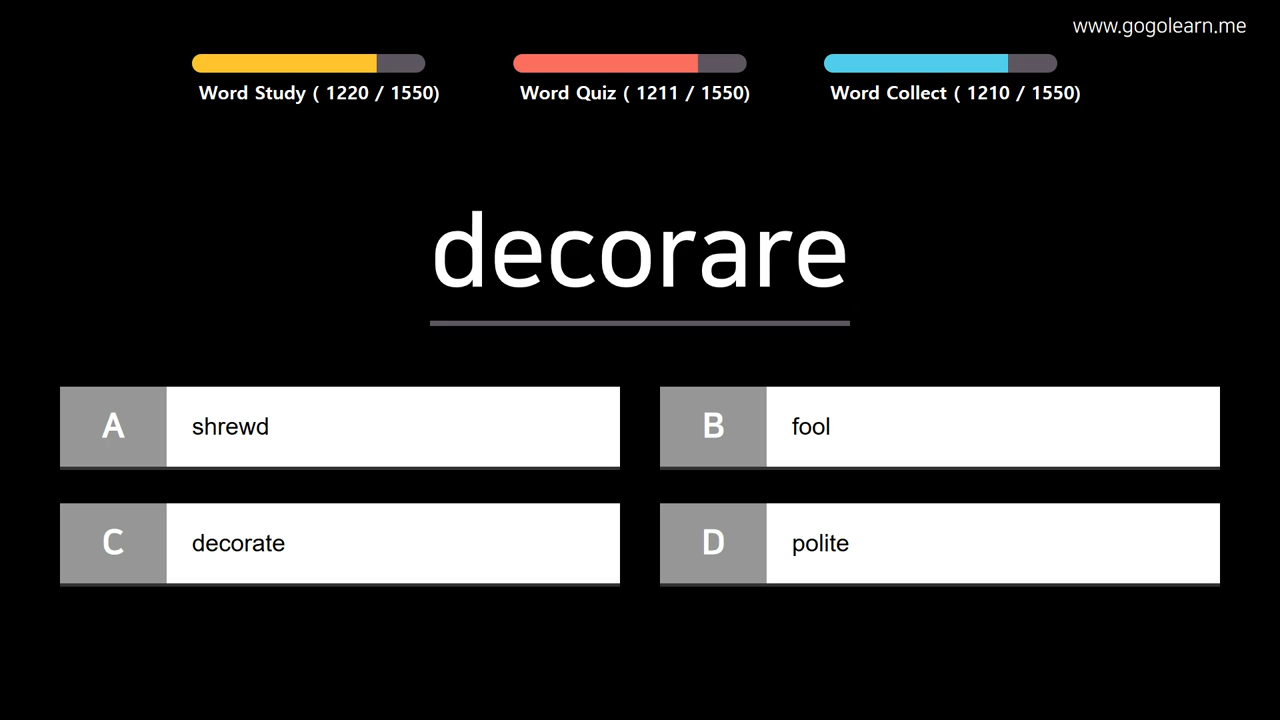 www.gogolearn.me
Word Study ( 1220 / 1550)
Word Quiz ( 1211 / 1550)
Word Collect ( 1210 / 1550)
decorare
A shrewd
B fool
C decorate
D polite